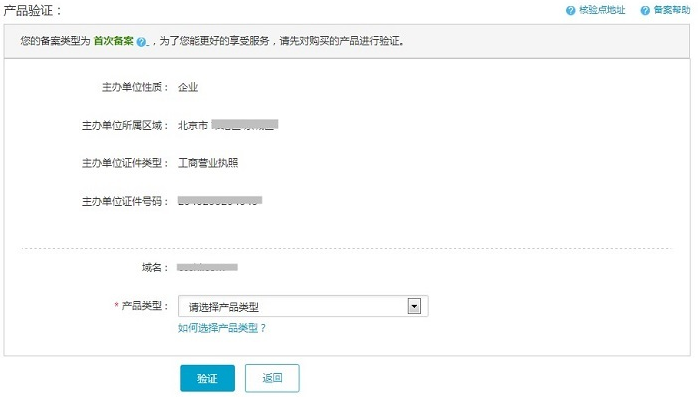 产品验证：
核验点地址
备案帮助
您的备案类型为 首次备案 ，为了您能更好的享受服务，请先对购买的产品进行验证。
主办单位性质： 企业
主办单位所属区域： 北京市
主办单位证件类型： 工商营业执照
主办单位证件号码：
域名：
* 产品类型： 请选择产品类型
如何选择产品类型？
验证
返回